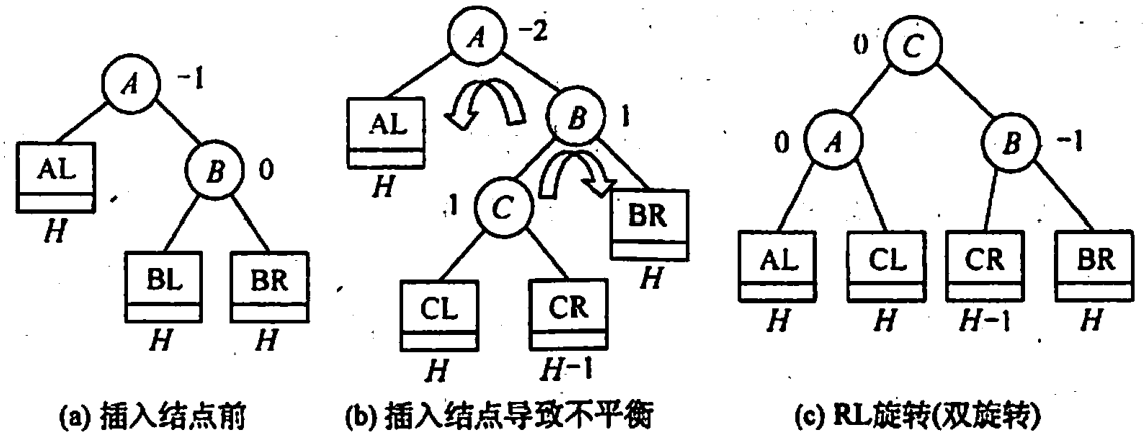 A -1
AL
H
B 0
BL
H
BR
H
(a) 插入结点前
A -2
AL
H
B 1
1 C
BR
H
CL
H
CR
H-1
(b) 插入结点导致不平衡
0 C
0 A
B -1
AL
H
CL
H
CR
H-1
BR
H
(c) RL旋转(双旋转)